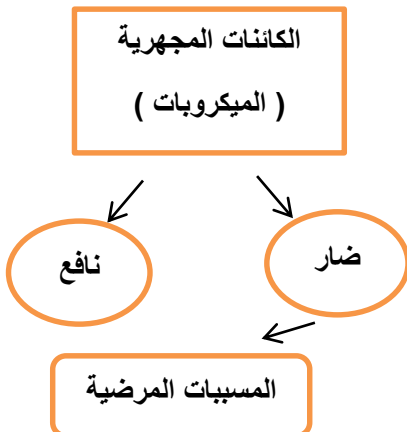 الكائنات المجهرية
( الميكروبات )
ضار
نافع
المسببات المرضية